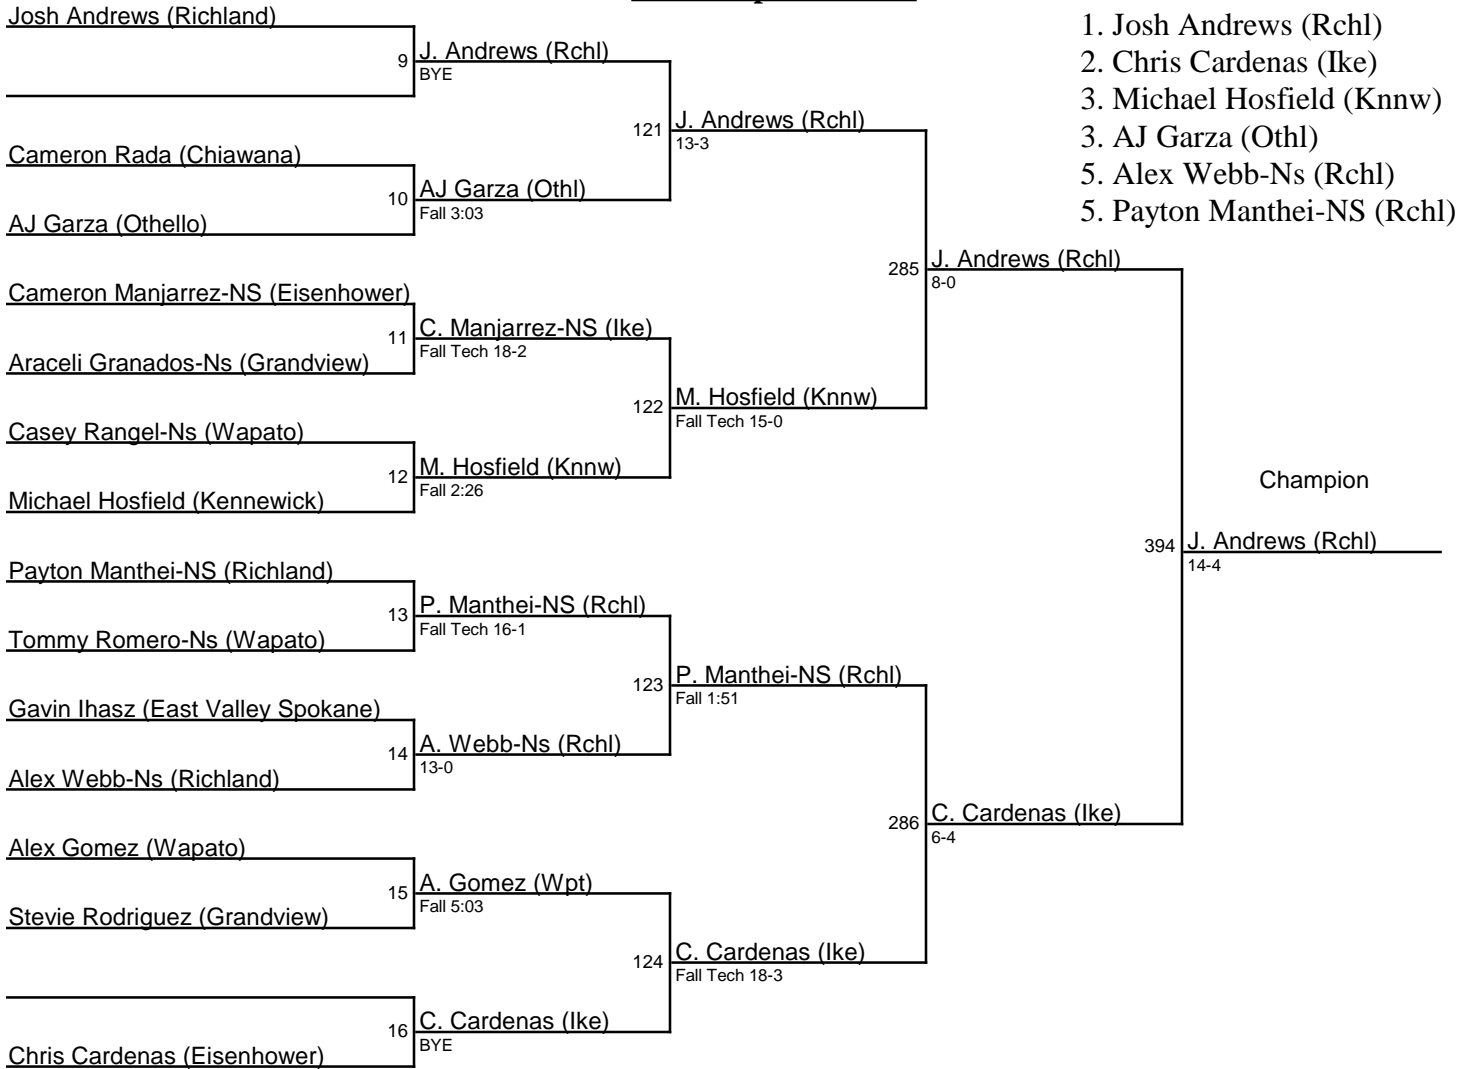 Josh Andrews (Richland)
9
J. Andrews (Rchl)
BYE
Cameron Rada (Chiawana)
10
AJ Garza (Othl)
Fall 3:03
AJ Garza (Othello)
121
J. Andrews (Rchl)
13-3
Cameron Manjarrez-NS (Eisenhower)
11
C. Manjarrez-NS (Ike)
Fall Tech 18-2
Araceli Granados-Ns (Grandview)
122
M. Hosfield (Knnw)
Fall Tech 15-0
Casey Rangel-Ns (Wapato)
12
M. Hosfield (Knnw)
Fall 2:26
Michael Hosfield (Kennewick)
285
J. Andrews (Rchl)
8-0
Payton Manthei-NS (Richland)
13
P. Manthei-NS (Rchl)
Fall Tech 16-1
Tommy Romero-Ns (Wapato)
123
P. Manthei-NS (Rchl)
Fall 1:51
Gavin Ihasz (East Valley Spokane)
14
A. Webb-Ns (Rchl)
13-0
Alex Webb-Ns (Richland)
286
C. Cardenas (Ike)
6-4
Alex Gomez (Wapato)
15
A. Gomez (Wpt)
Fall 5:03
Stevie Rodriguez (Grandview)
124
C. Cardenas (Ike)
Fall Tech 18-3
16
C. Cardenas (Ike)
BYE
Chris Cardenas (Eisenhower)
Champion
394
J. Andrews (Rchl)
14-4
1. Josh Andrews (Rchl)
2. Chris Cardenas (Ike)
3. Michael Hosfield (Knnw)
3. AJ Garza (Othl)
5. Alex Webb-Ns (Rchl)
5. Payton Manthei-NS (Rchl)